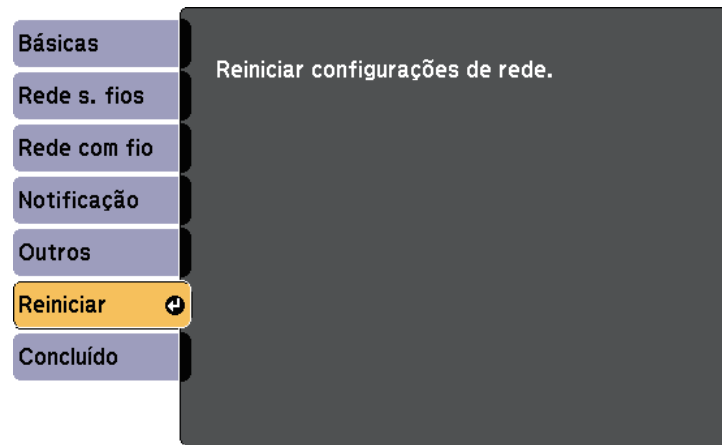 Básicas
Reiniciar configurações de rede.
Rede s. fios
Rede com fio
Notificação
Outros
Reiniciar
Concluído